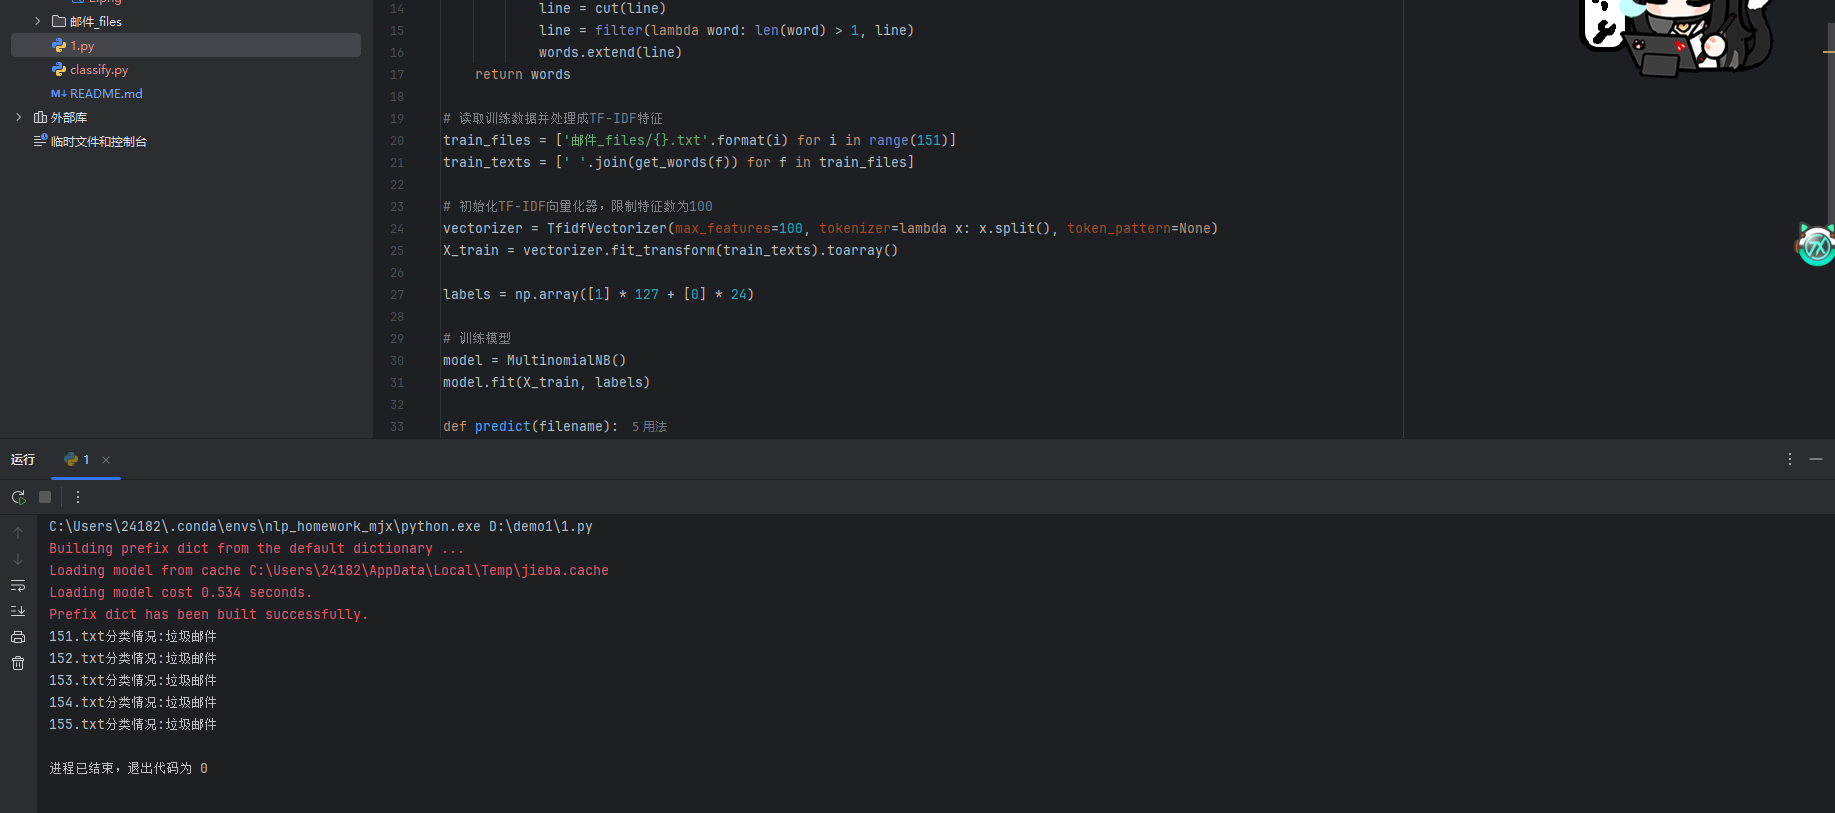 邮件_files
1.py
classify.py
README.md
外部库
临时文件和控制台
14 line = cut(line)
15 line = filter(lambda word: len(word) > 1, line)
16 words.extend(line)
17 return words
18
19 # 读取训练数据并处理成TF-IDF特征
20 train_files = ['邮件_files/{}.txt'.format(i) for i in range(151)]
21 train_texts = [' '.join(get_words(f)) for f in train_files]
22
23 # 初始化TF-IDF向量化器，限制特征数为100
24 vectorizer = TfidfVectorizer(max_features=100, tokenizer=lambda x: x.split(), token_pattern=None)
25 X_train = vectorizer.fit_transform(train_texts).toarray()
26
27 labels = np.array([1] * 127 + [0] * 24)
28
29 # 训练模型
30 model = MultinomialNB()
31 model.fit(X_train, labels)
32
33 def predict(filename): 5 用法
运行 1
C:\Users\24182\.conda\envs\nlp_homework_mjx\python.exe D:\demo1\1.py
Building prefix dict from the default dictionary ...
Loading model from cache C:\Users\24182\AppData\Local\Temp\jieba.cache
Loading model cost 0.534 seconds.
Prefix dict has been built successfully.
151.txt分类情况:垃圾邮件
152.txt分类情况:垃圾邮件
153.txt分类情况:垃圾邮件
154.txt分类情况:垃圾邮件
155.txt分类情况:垃圾邮件
进程已结束，退出代码为 0